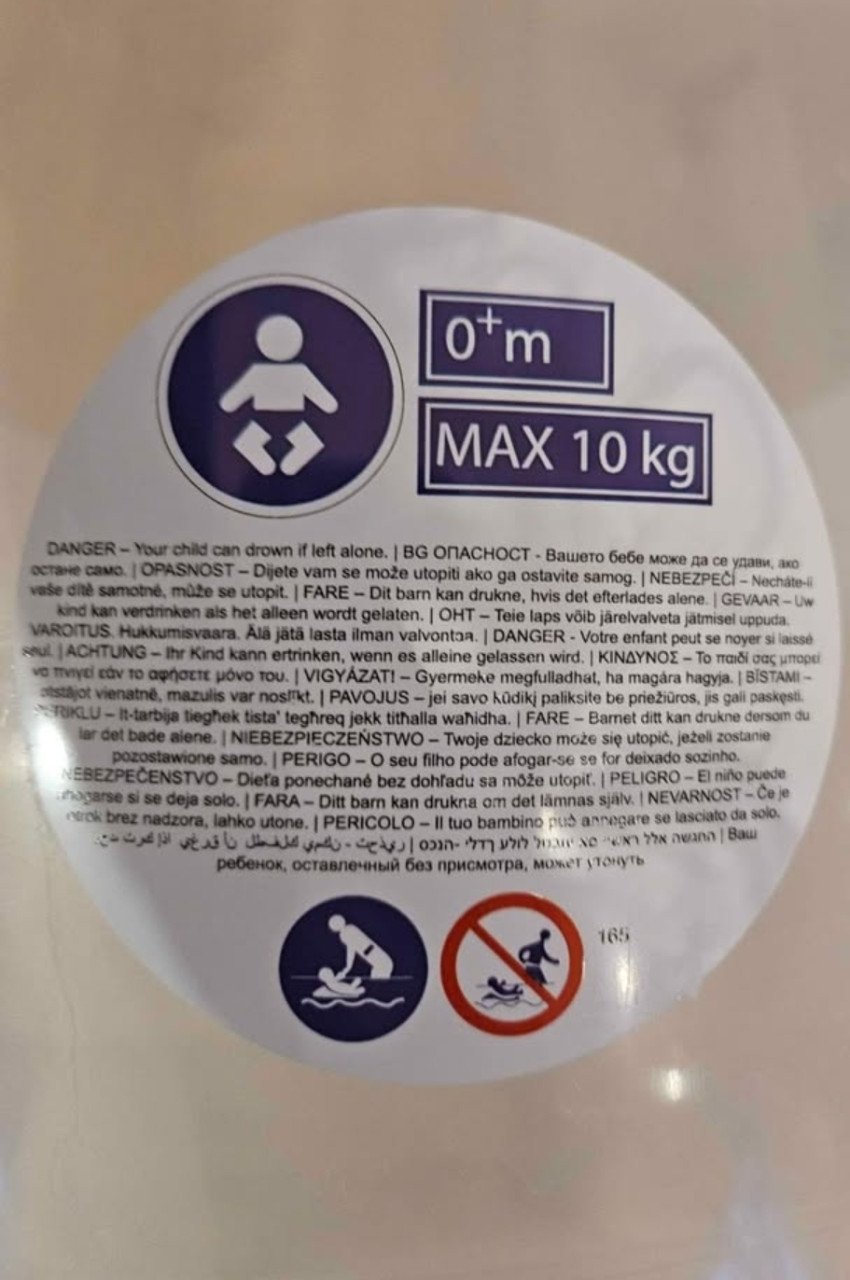 0+m
MAX 10 kg
DANGER – Your child can drown if left alone. | BG ОПАСНОСТ - Вашето бебе може да се удави, ако
остане само. | OPASNOST – Dijete vam se može utopiti ako ga ostavite samog. | NEBEZPEČÍ – Necháte-li
vaše dítě samotné, může se utopit. | FARE – Dit barn kan drukne, hvis det efterlades alene. | GEVAAR – Uw
kind kan verdrinken als het alleen wordt gelaten. | OHT – Teie laps võib järelvalveta jätmisel uppuda.
VAROITUS. Hukkumisvaara. Älä jätä lasta ilman valvontaa. | DANGER - Votre enfant peut se noyer si laissé
seul. | ACHTUNG – Ihr Kind kann ertrinken, wenn es alleine gelassen wird. | ΚΙΝΔΥΝΟΣ – Το παιδί σας μπορεί
να πνιγεί εάν το αφήσετε μόνο του. | VIGYÁZAT! – Gyermeke megfulladhat, ha magára hagyja. | BĪSTAMI –
atstājot vienatnē, mazulis var noslīkt. | PAVOJUS – jei savo kūdikį paliksite be priežiūros, jis gali paskęsti.
– It-tarbija tiegħek tista' tegħreq jekk titħalla waħidha. | FARE – Barnet ditt kan drukne dersom du
lar det bade alene. | NIEBEZPIECZEŃSTWO – Twoje dziecko może się utopić, jeżeli zostanie
pozostawione samo. | PERIGO – O seu filho pode afogar-se se for deixado sozinho.
NEBEZPEČENSTVO – Dieťa ponechané bez dohľadu sa môže utopiť. | PELIGRO – El niño puede
ahogarse si se deja solo. | FARA – Ditt barn kan drukna om det lämnas själv. | NEVARNOST – Če je
otrok brez nadzora, lahko utone. | PERICOLO – Il tuo bambino può annegare se lasciato da solo.
| Ваш
ребенок, оставленный без присмотра, может утонуть
165